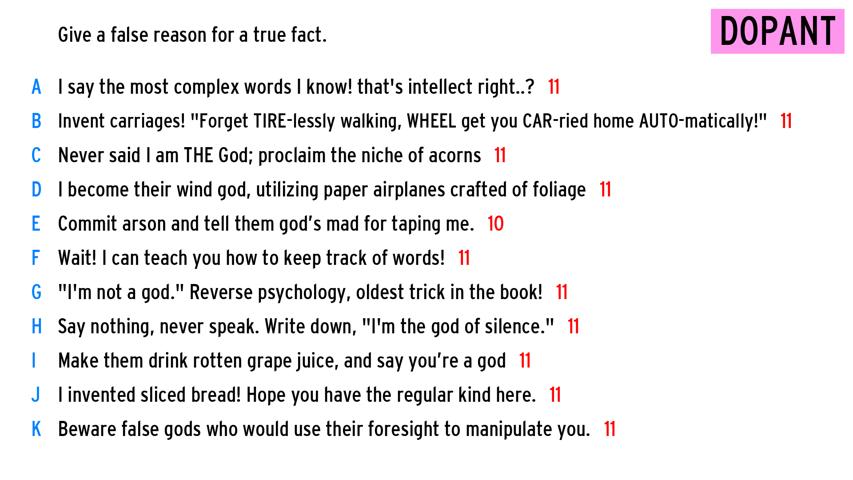 Give a false reason for a true fact.
DOPANT
A I say the most complex words I know! that's intellect right..? 11
B Invent carriages! "Forget TIRE-lessly walking, WHEEL get you CAR-ried home AUTO-matically!" 11
C Never said I am THE God; proclaim the niche of acorns 11
D I become their wind god, utilizing paper airplanes crafted of foliage 11
E Commit arson and tell them god's mad for taping me. 10
F Wait! I can teach you how to keep track of words! 11
G "I'm not a god." Reverse psychology, oldest trick in the book! 11
H Say nothing, never speak. Write down, "I'm the god of silence." 11
I Make them drink rotten grape juice, and say you're a god 11
J I invented sliced bread! Hope you have the regular kind here. 11
K Beware false gods who would use their foresight to manipulate you. 11